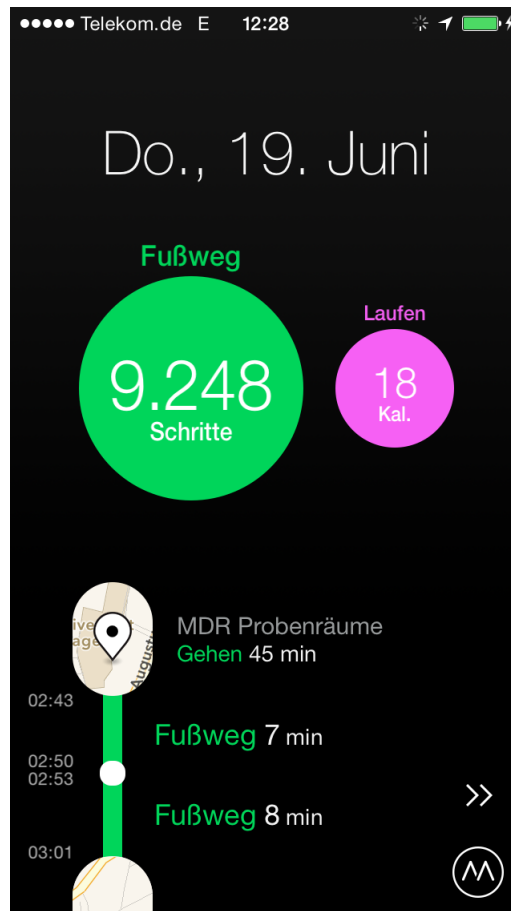 Telekom.de E 12:28
Do., 19. Juni
Fußweg
9.248
Schritte
Laufen
18
Kal.
MDR Probenräume
Gehen 45 min
02:43
Fußweg 7 min
02:50
02:53
Fußweg 8 min
03:01